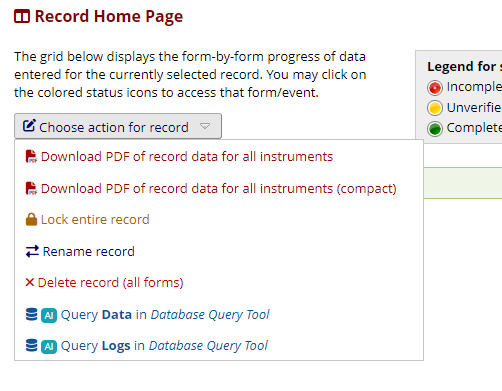 Record Home Page
The grid below displays the form-by-form progress of data
entered for the currently selected record. You may click on
the colored status icons to access that form/event.
Legend for s
Incomple
Unverifie
Complete
Choose action for record
Download PDF of record data for all instruments
Download PDF of record data for all instruments (compact)
Lock entire record
Rename record
Delete record (all forms)
AI Query Data in Database Query Tool
AI Query Logs in Database Query Tool